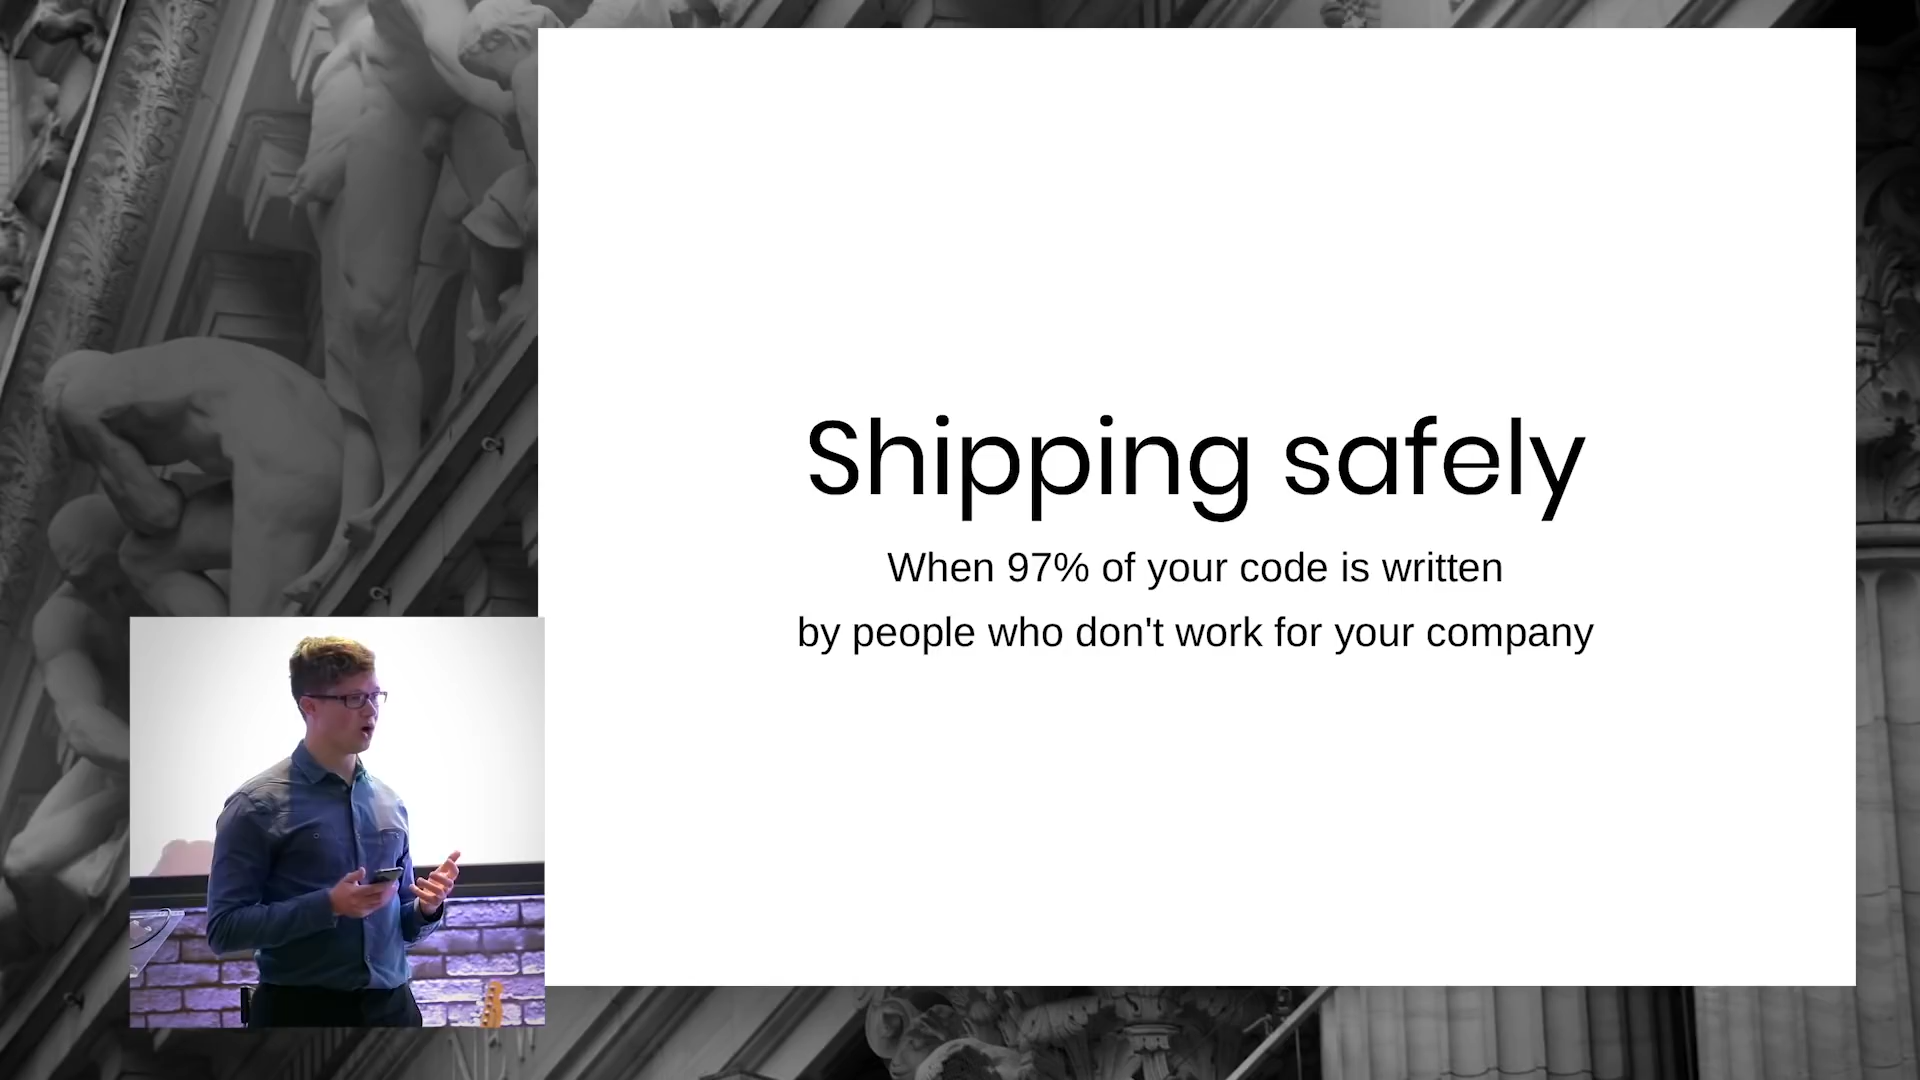 Shipping safely
When 97% of your code is written
by people who don't work for your company